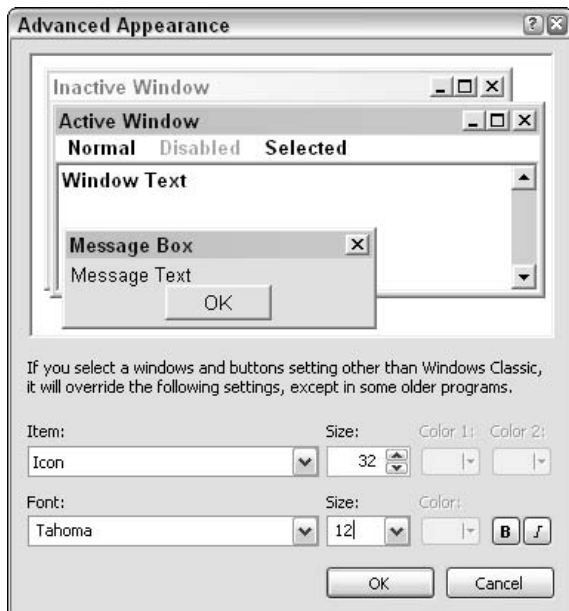 Advanced Appearance
Inactive Window
Active Window
Normal Disabled Selected
Window Text
Message Box
Message Text
OK
If you select a windows and buttons setting other than Windows Classic,
it will override the following settings, except in some older programs.
Item: Size: Color 1: Color 2:
Icon 32
Font: Size: Color:
Tahoma 12 B I
OK Cancel